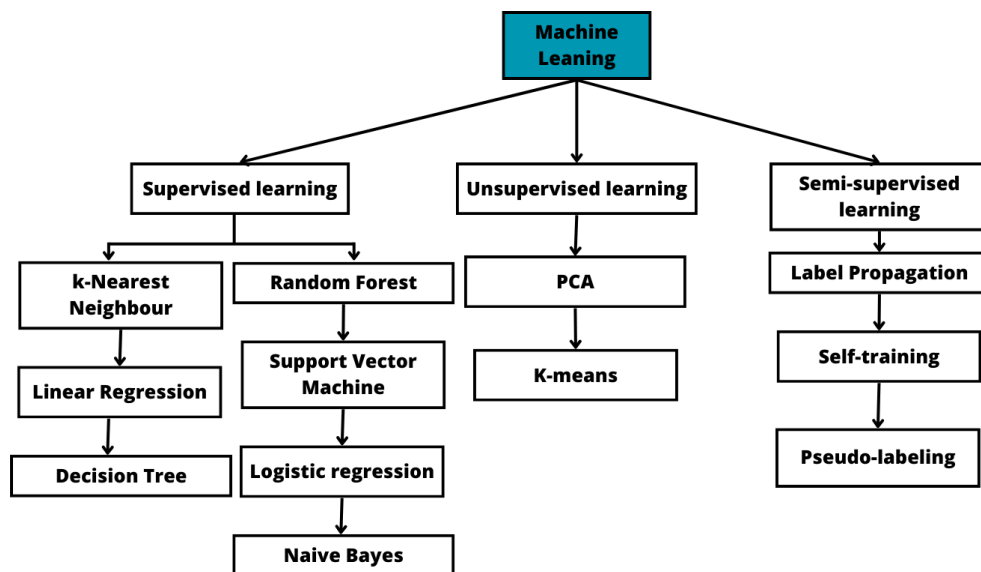 Machine
Leaning
Supervised learning
Unsupervised learning
Semi-supervised
learning
k-Nearest
Neighbour
Random Forest
PCA
Label Propagation
Linear Regression
Support Vector
Machine
K-means
Self-training
Decision Tree
Logistic regression
Pseudo-labeling
Naive Bayes